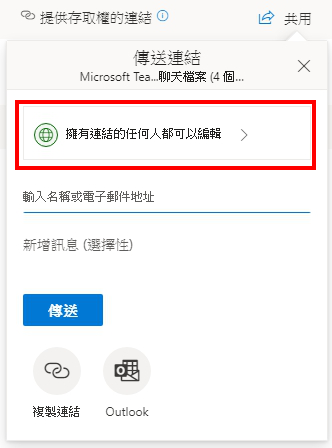 提供存取權的連結
共用
傳送連結
Microsoft Tea...聊天檔案 (4 個...
擁有連結的任何人都可以編輯
輸入名稱或電子郵件地址
新增訊息 (選擇性)
傳送
複製連結 Outlook